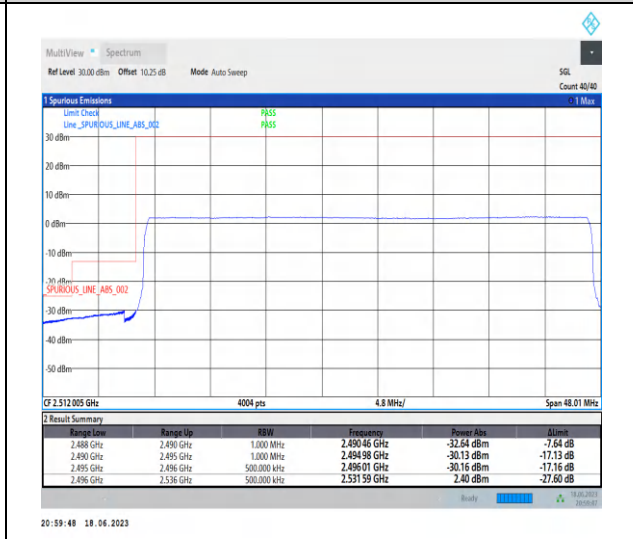 MultiView Spectrum
Ref Level 30.00 dBm Offset 10.25 dB Mode Auto Sweep SGL
Count 40/40
1 Spurious Emissions 1 Max
Limit Check PASS
Line _SPURIOUS_LINE_ABS_002 PASS
30 dBm
20 dBm
10 dBm
0 dBm
-10 dBm
-20 dBm
_SPURIOUS_LINE_ABS_002
-30 dBm
-40 dBm
-50 dBm
CF 2.512 005 GHz 4004 pts 4.8 MHz/ Span 48.01 MHz
2 Result Summary
Range Low Range Up RBW Frequency Power Abs ΔLimit
2.488 GHz 2.490 GHz 1.000 MHz 2.490 46 GHz -32.64 dBm -7.64 dB
2.490 GHz 2.495 GHz 1.000 MHz 2.494 98 GHz -30.13 dBm -17.13 dB
2.495 GHz 2.496 GHz 500.000 kHz 2.496 01 GHz -30.16 dBm -17.16 dB
2.496 GHz 2.536 GHz 500.000 kHz 2.531 59 GHz 2.40 dBm -27.60 dB
Ready 18.06.2023
20:59:47
20:59:48 18.06.2023